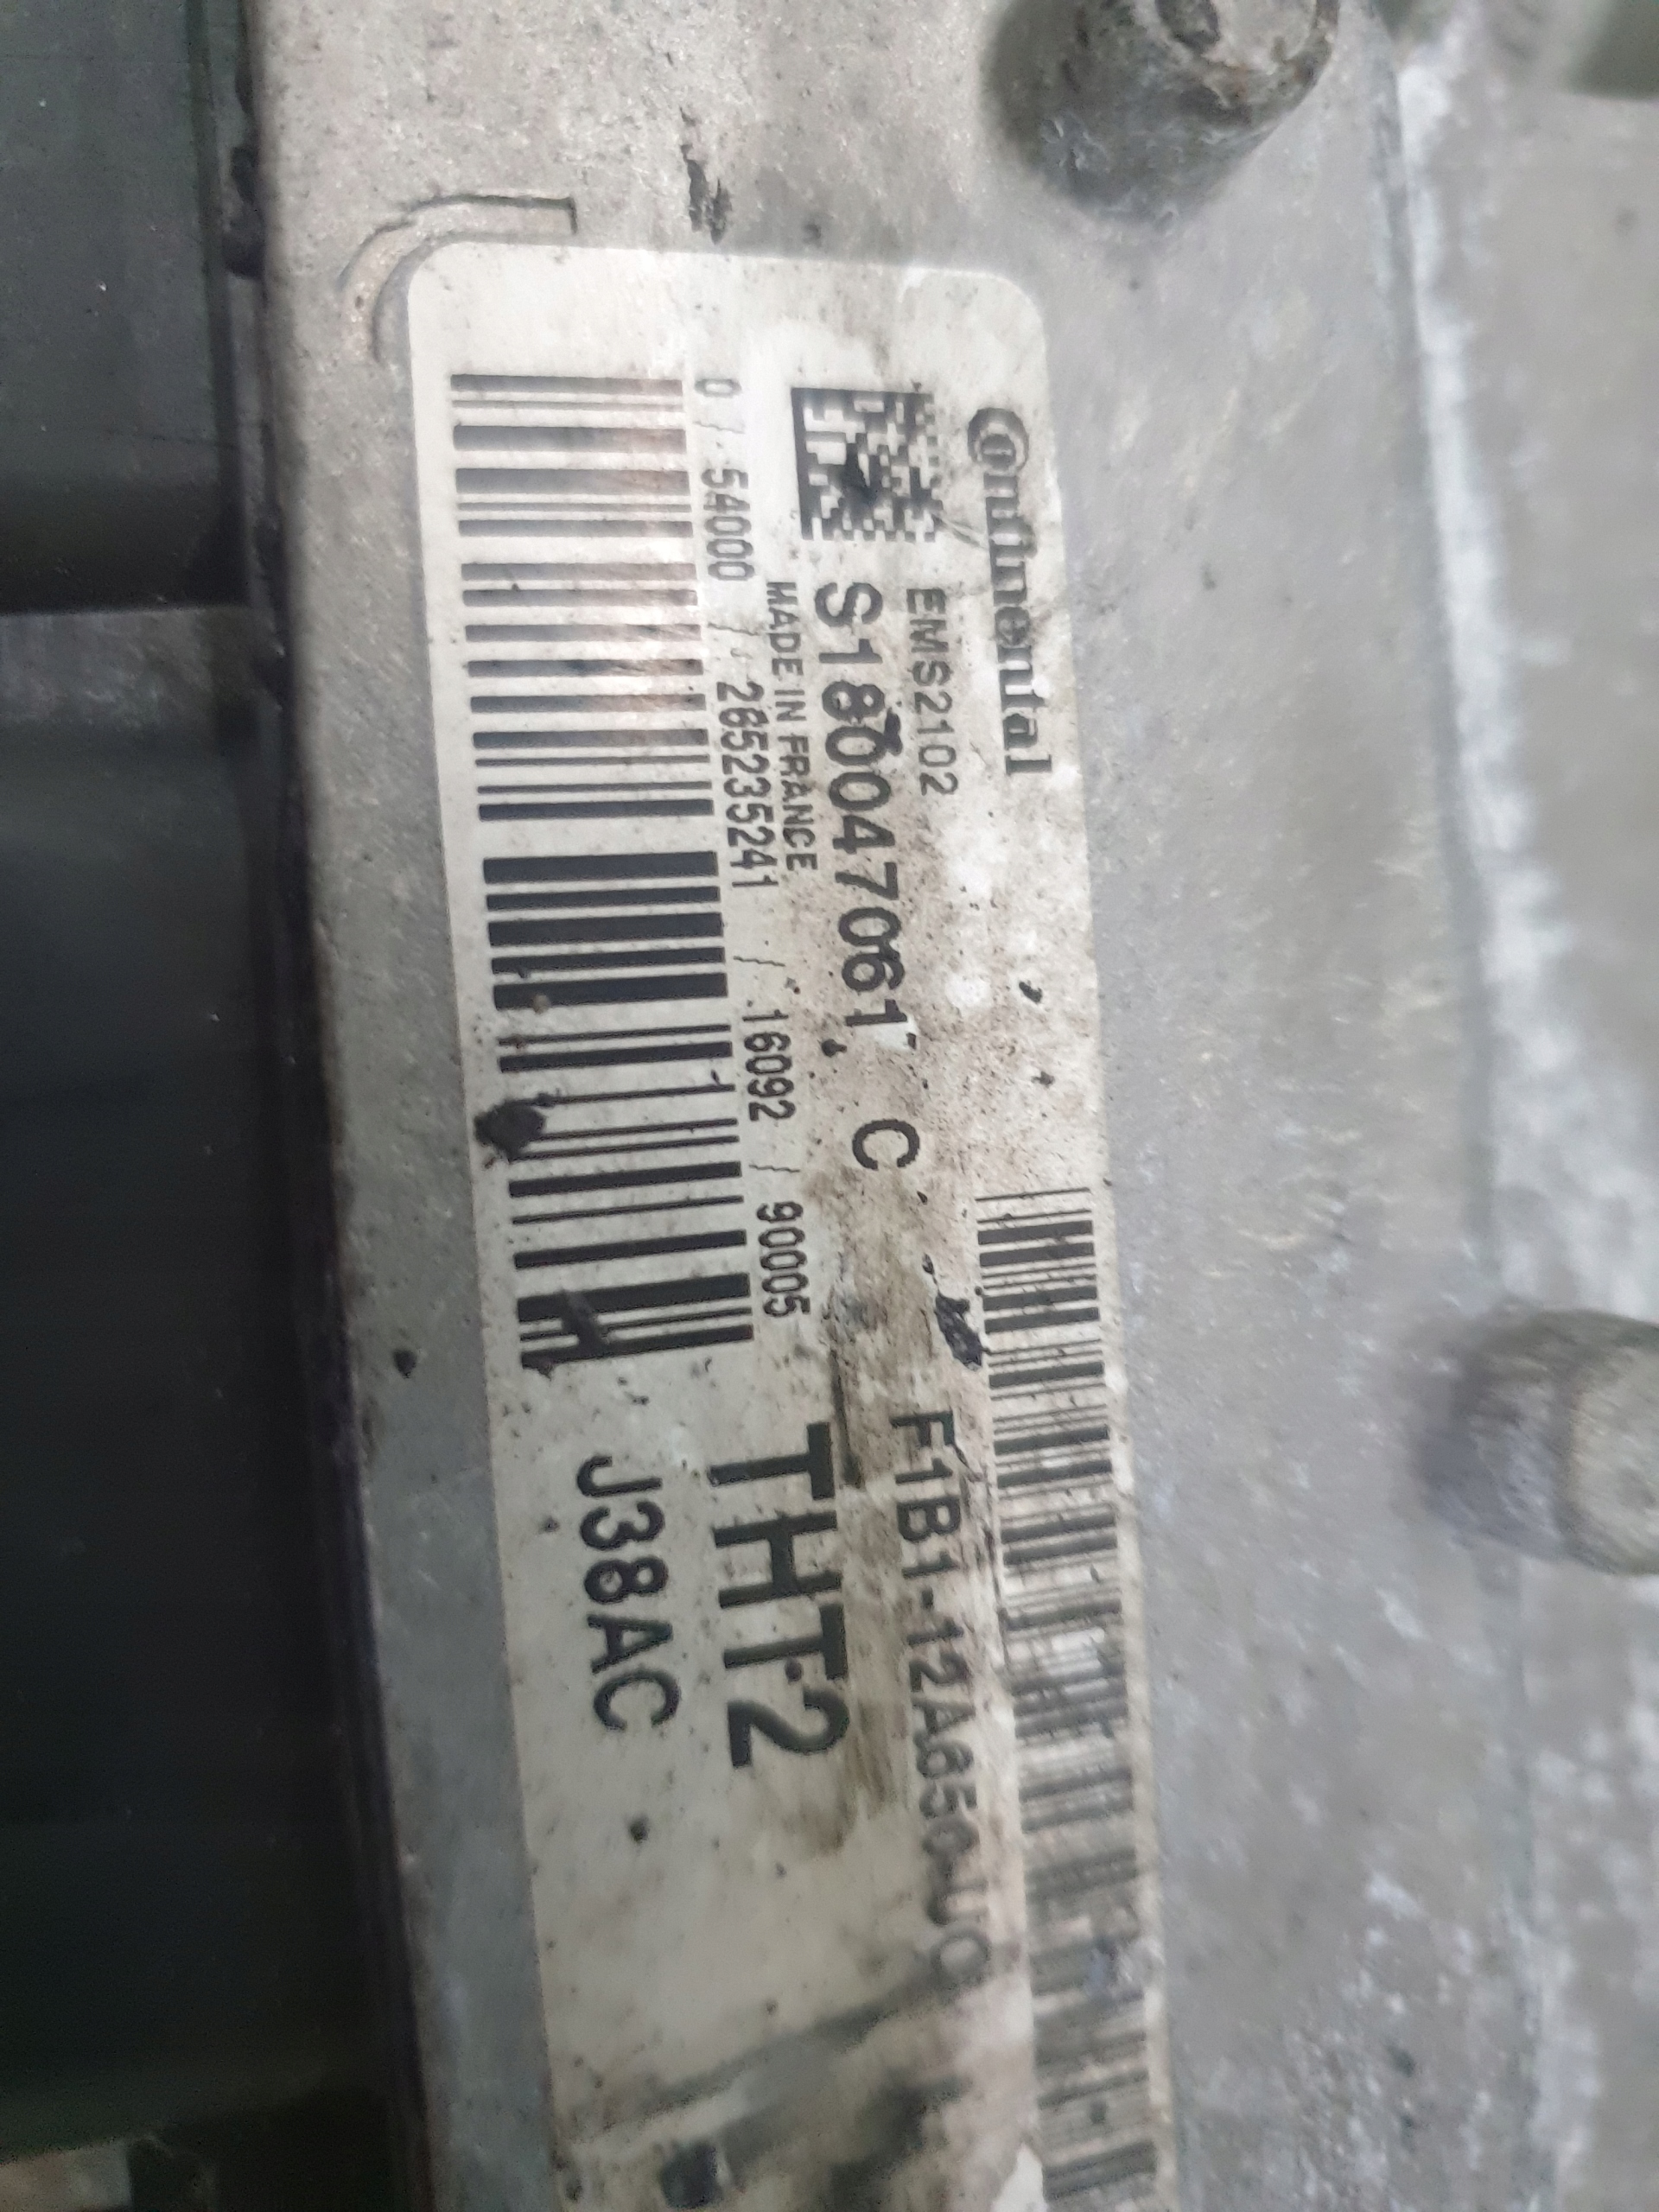 Continental
EMS2102
S180047061 C
MADE IN FRANCE
0 / 54000 / 265235241 / 16092 / 90005
F1B1-12A650-UC
THT2
J38AC